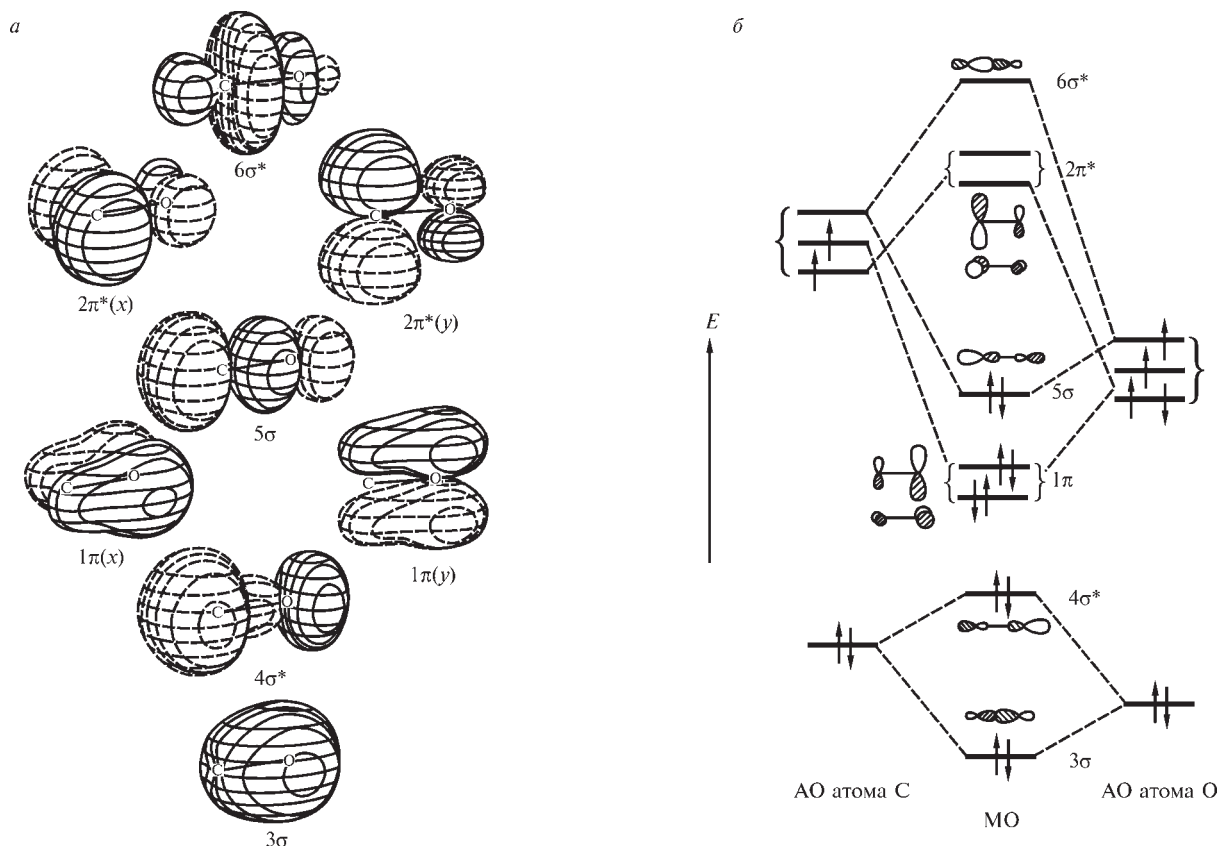 а
C
O
6σ*
C
O
2π*(x)
C
O
2π*(y)
C
O
5σ
C
O
1π(x)
C
O
1π(y)
C
O
4σ*
C
O
3σ
б
6σ*
2π*
E
5σ
1π
4σ*
3σ
АО атома С
МО
АО атома О